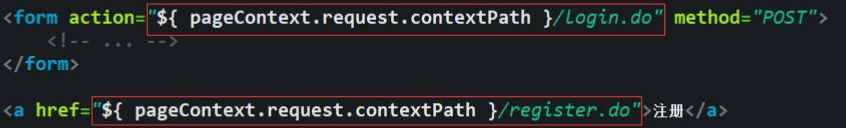 <form action="${ pageContext.request.contextPath }/login.do" method="POST">
<!-- ... -->
</form>
<a href="${ pageContext.request.contextPath }/register.do">注册</a>